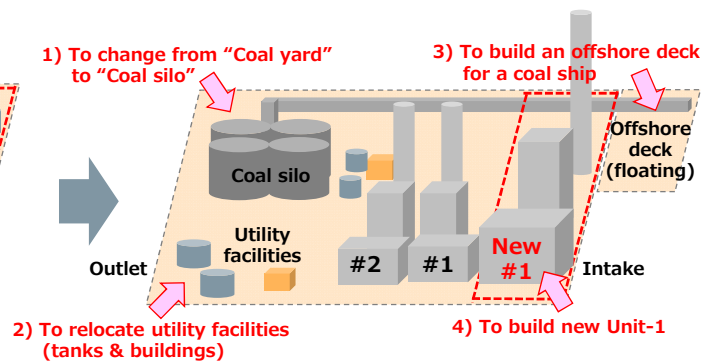 1) To change from “Coal yard”
to “Coal silo”
3) To build an offshore deck
for a coal ship
Offshore
deck
(floating)
Coal silo
Utility
facilities
Outlet
#2
#1
New
#1
Intake
2) To relocate utility facilities
(tanks & buildings)
4) To build new Unit-1